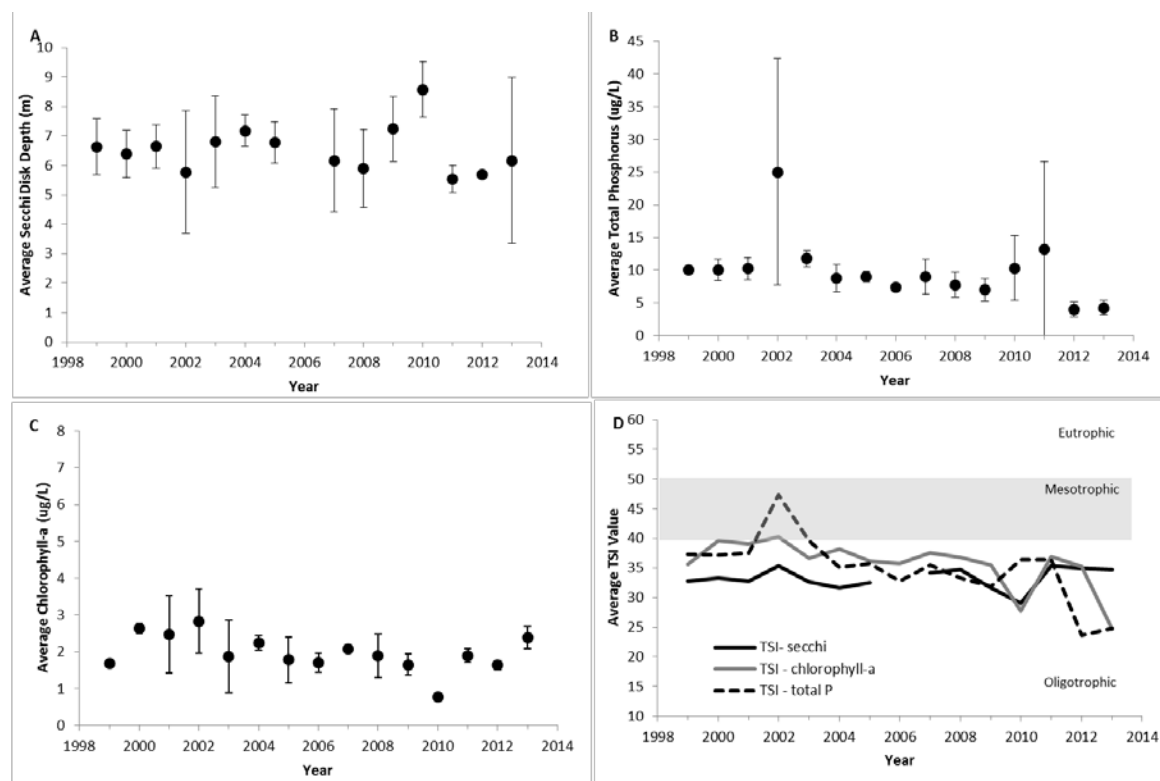 A
10
9
8
7
6
5
4
3
2
1
0
Average Secchi Disk Depth (m)
1998 2000 2002 2004 2006 2008 2010 2012 2014
Year
B
45
40
35
30
25
20
15
10
5
0
Average Total Phosphorus (ug/L)
1998 2000 2002 2004 2006 2008 2010 2012 2014
Year
C
8
7
6
5
4
3
2
1
0
Average Chlorophyll-a (ug/L)
1998 2000 2002 2004 2006 2008 2010 2012 2014
Year
D
60
55
50
45
40
35
30
25
20
15
10
Average TSI Value
Eutrophic
Mesotrophic
Oligotrophic
TSI- secchi
TSI - chlorophyll-a
TSI - total P
1998 2000 2002 2004 2006 2008 2010 2012 2014
Year